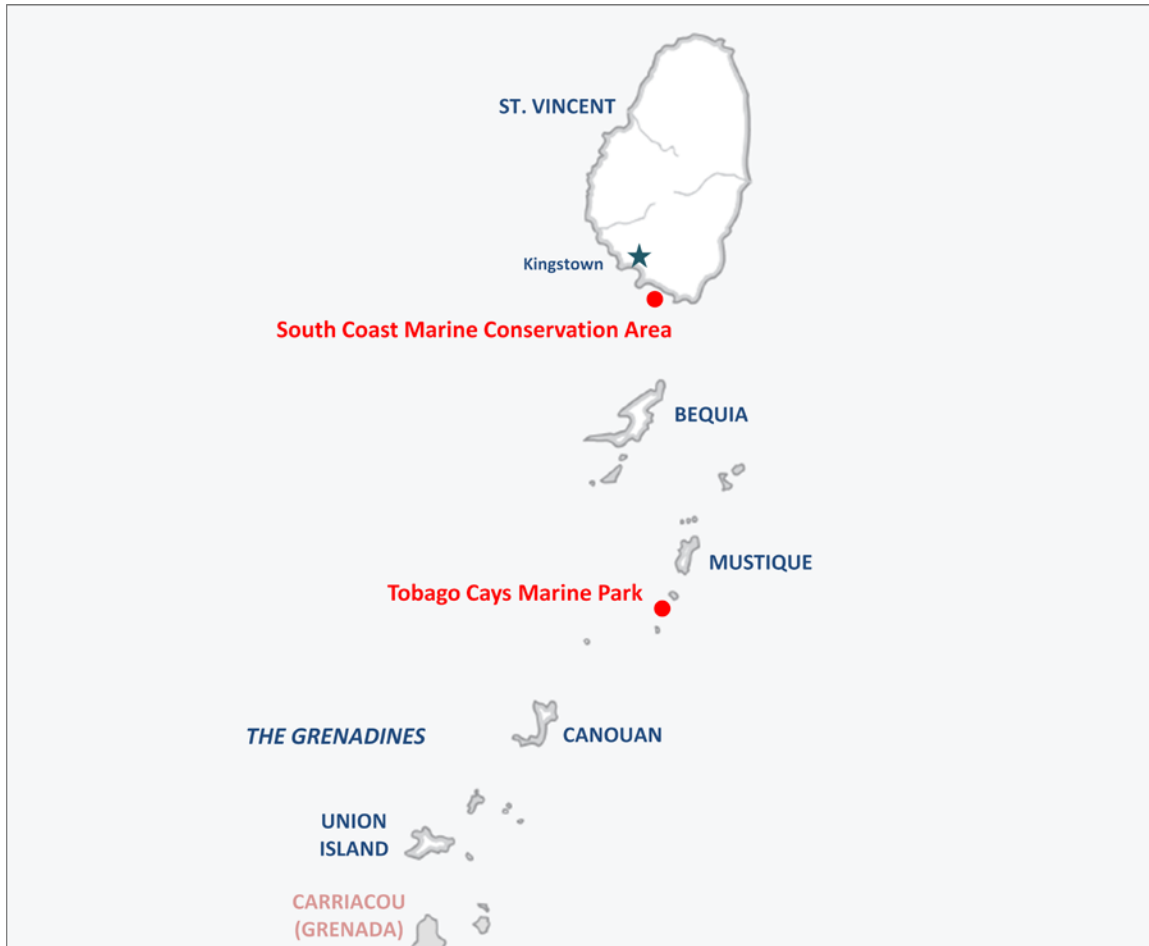 ST. VINCENT
Kingstown
South Coast Marine Conservation Area
BEQUIA
MUSTIQUE
Tobago Cays Marine Park
THE GRENADINES
CANOUAN
UNION
ISLAND
CARRIACOU
(GRENADA)